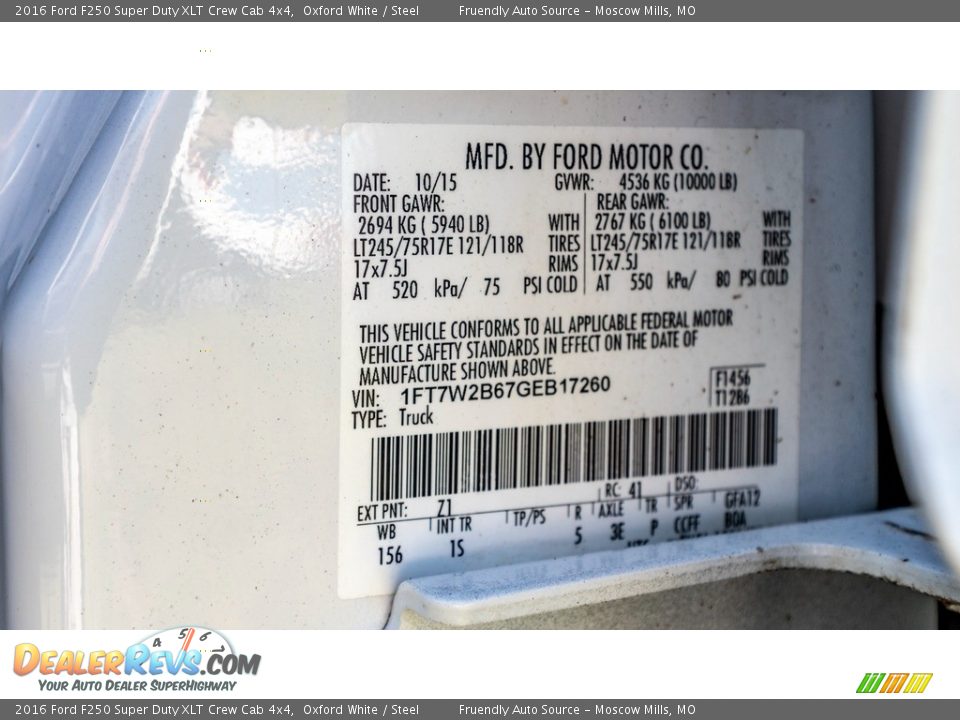 2016 Ford F250 Super Duty XLT Crew Cab 4x4, Oxford White / Steel Fruendly Auto Source - Moscow Mills, MO
MFD. BY FORD MOTOR CO.
DATE: 10/15 GVWR: 4536 KG (10000 LB)
FRONT GAWR: REAR GAWR:
2694 KG ( 5940 LB) WITH 2767 KG ( 6100 LB) WITH
LT245/75R17E 121/118R TIRES LT245/75R17E 121/118R TIRES
17x7.5J RIMS 17x7.5J RIMS
AT 520 kPa/ 75 PSI COLD AT 550 kPa/ 80 PSI COLD
THIS VEHICLE CONFORMS TO ALL APPLICABLE FEDERAL MOTOR
VEHICLE SAFETY STANDARDS IN EFFECT ON THE DATE OF
MANUFACTURE SHOWN ABOVE.
VIN: 1FT7W2B67GEB17260 F1456
TYPE: Truck T1286
EXT PNT: Z1 RC: 41 DSO:
WB INT TR TP/PS R AXLE TR SPR GFA12
156 1S 5 3E P CCFF BOA
DealerRevs.com
Your Auto Dealer SuperHighway
4 5 6
2016 Ford F250 Super Duty XLT Crew Cab 4x4, Oxford White / Steel Fruendly Auto Source - Moscow Mills, MO